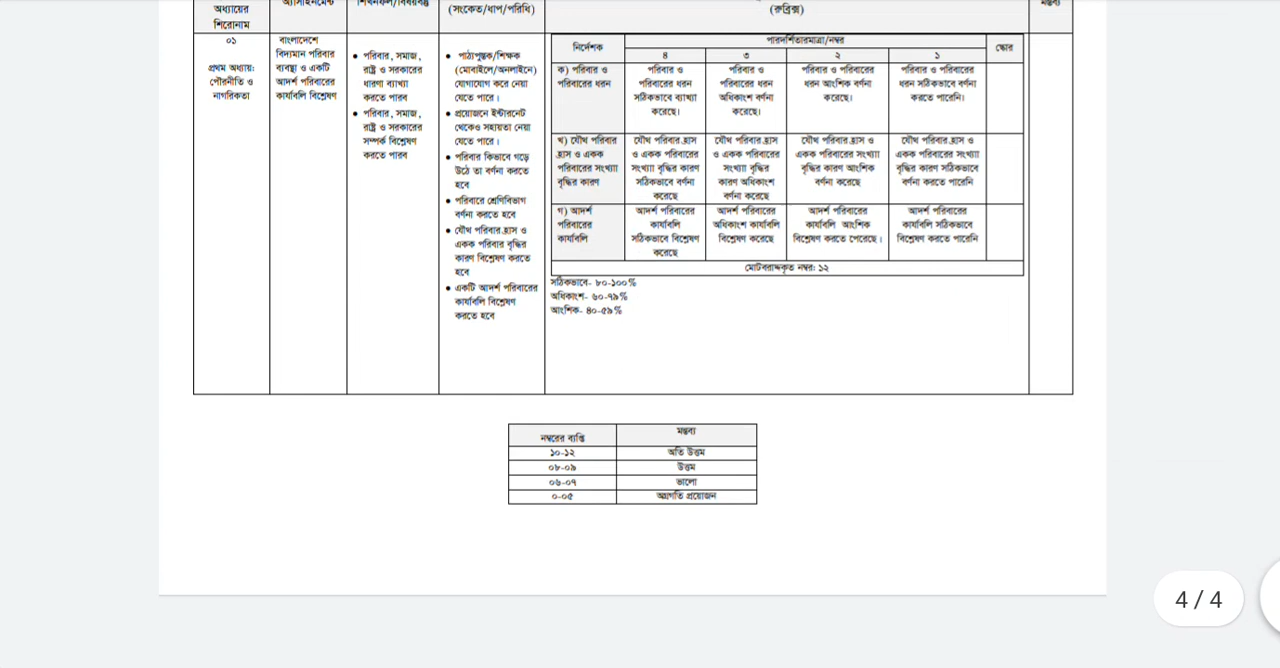 অধ্যায়ের
শিরোনাম
অ্যাসাইনমেন্ট
শিখনফল/বিষয়বস্তু
(সংকেত/ধাপ/পরিধি)
(রুব্রিক্স)
মন্তব্য
০১
প্রথম অধ্যায়:
পৌরনীতি ও
নাগরিকতা
বাংলাদেশে
বিদ্যমান পরিবার
ব্যবস্থা ও একটি
আদর্শ পরিবারের
কার্যাবলি বিশ্লেষণ
• পরিবার, সমাজ,
রাষ্ট্র ও সরকারের
ধারণা ব্যাখ্যা
করতে পারব
• পরিবার, সমাজ,
রাষ্ট্র ও সরকারের
সম্পর্ক বিশ্লেষণ
করতে পারব
• পাঠ্যপুস্তক/শিক্ষক
(মোবাইলে/অনলাইনে)
যোগাযোগ করে নেয়া
যেতে পারে।
• প্রয়োজনে ইন্টারনেট
থেকেও সহায়তা নেয়া
যেতে পারে।
• পরিবার কিভাবে গড়ে
উঠে তা বর্ণনা করতে
হবে
• পরিবারে শ্রেণিবিভাগ
বর্ণনা করতে হবে
• যৌথ পরিবার হ্রাস ও
একক পরিবার বৃদ্ধির
কারণ বিশ্লেষণ করতে
হবে
• একটি আদর্শ পরিবারের
কার্যাবলি বিশ্লেষণ
করতে হবে
নির্দেশক
পারদর্শিতারমাত্রা/নম্বর
স্কোর
৪
৩
২
১
ক) পরিবার ও
পরিবারের ধরন
পরিবার ও
পরিবারের ধরন
সঠিকভাবে ব্যাখ্যা
করেছে।
পরিবার ও
পরিবারের ধরন
অধিকাংশ বর্ণনা
করেছে।
পরিবার ও পরিবারের
ধরন আংশিক বর্ণনা
করেছে।
পরিবার ও পরিবারের
ধরন সঠিকভাবে বর্ণনা
করতে পারেনি।
খ) যৌথ পরিবার
হ্রাস ও একক
পরিবারের সংখ্যা
বৃদ্ধির কারণ
যৌথ পরিবার হ্রাস
ও একক পরিবারের
সংখ্যা বৃদ্ধির কারণ
সঠিকভাবে বর্ণনা
করেছে
যৌথ পরিবার হ্রাস
ও একক পরিবারের
সংখ্যা বৃদ্ধির
কারণ অধিকাংশ
বর্ণনা করেছে
যৌথ পরিবার হ্রাস ও
একক পরিবারের সংখ্যা
বৃদ্ধির কারণ আংশিক
বর্ণনা করেছে
যৌথ পরিবার হ্রাস ও
একক পরিবারের সংখ্যা
বৃদ্ধির কারণ সঠিকভাবে
বর্ণনা করতে পারেনি
গ) আদর্শ
পরিবারের
কার্যাবলি
আদর্শ পরিবারের
কার্যাবলি
সঠিকভাবে বিশ্লেষণ
করেছে
আদর্শ পরিবারের
অধিকাংশ কার্যাবলি
বিশ্লেষণ করেছে
আদর্শ পরিবারের
কার্যাবলি আংশিক
বিশ্লেষণ করতে পেরেছে।
আদর্শ পরিবারের
কার্যাবলি সঠিকভাবে
বিশ্লেষণ করতে পারেনি
মোটবরাদ্দকৃত নম্বর: ১২
সঠিকভাবে- ৮০-১০০%
অধিকাংশ- ৬০-৭৯%
আংশিক- ৪০-৫৯%
নম্বরের ব্যপ্তি
মন্তব্য
১০-১২
অতি উত্তম
০৮-০৯
উত্তম
০৬-০৭
ভালো
০-০৫
অগ্রগতি প্রয়োজন
4 / 4